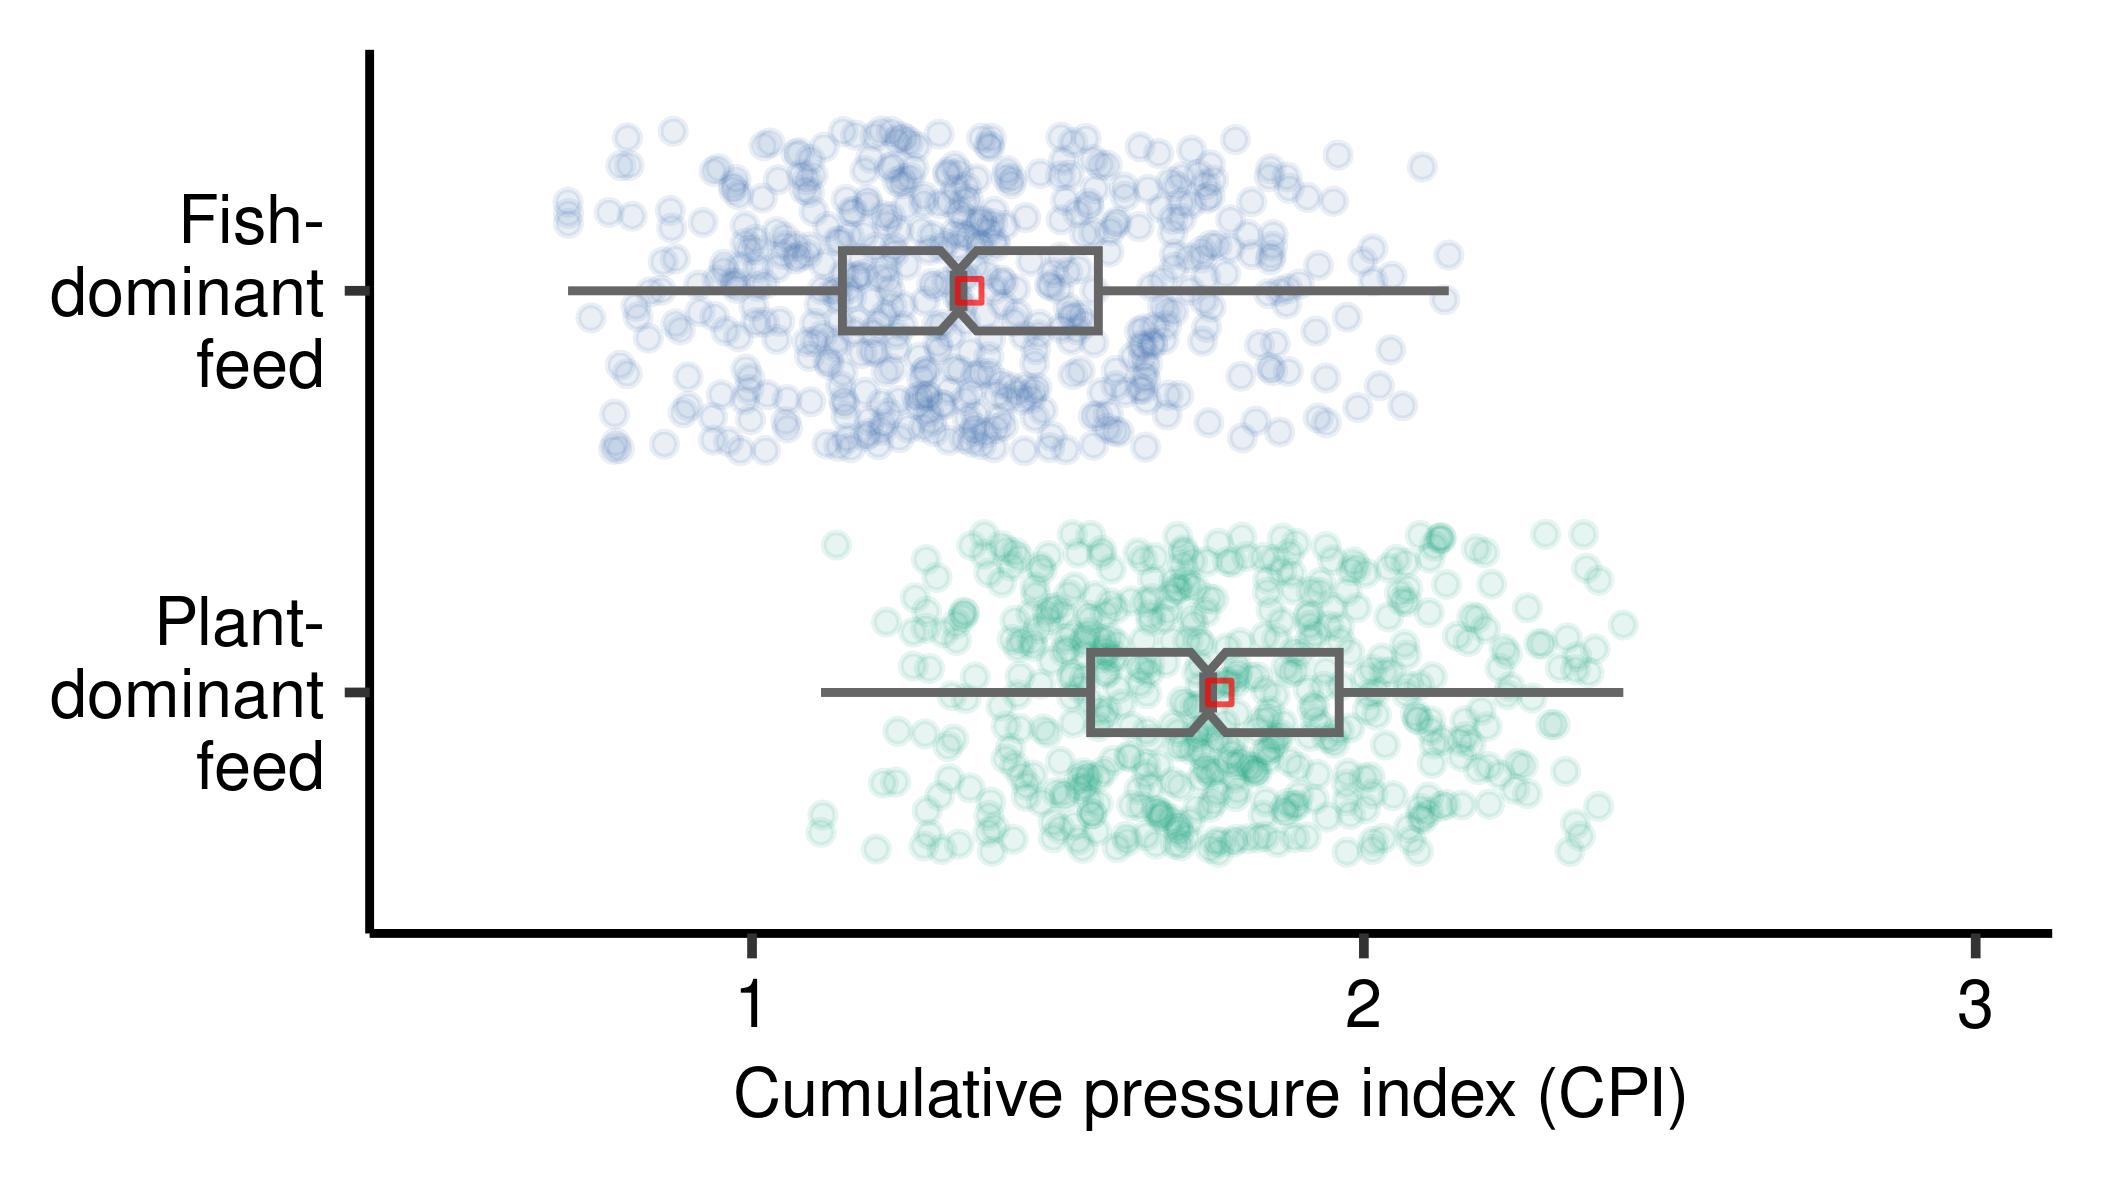 Fish-
dominant
feed
Plant-
dominant
feed
1 2 3
Cumulative pressure index (CPI)